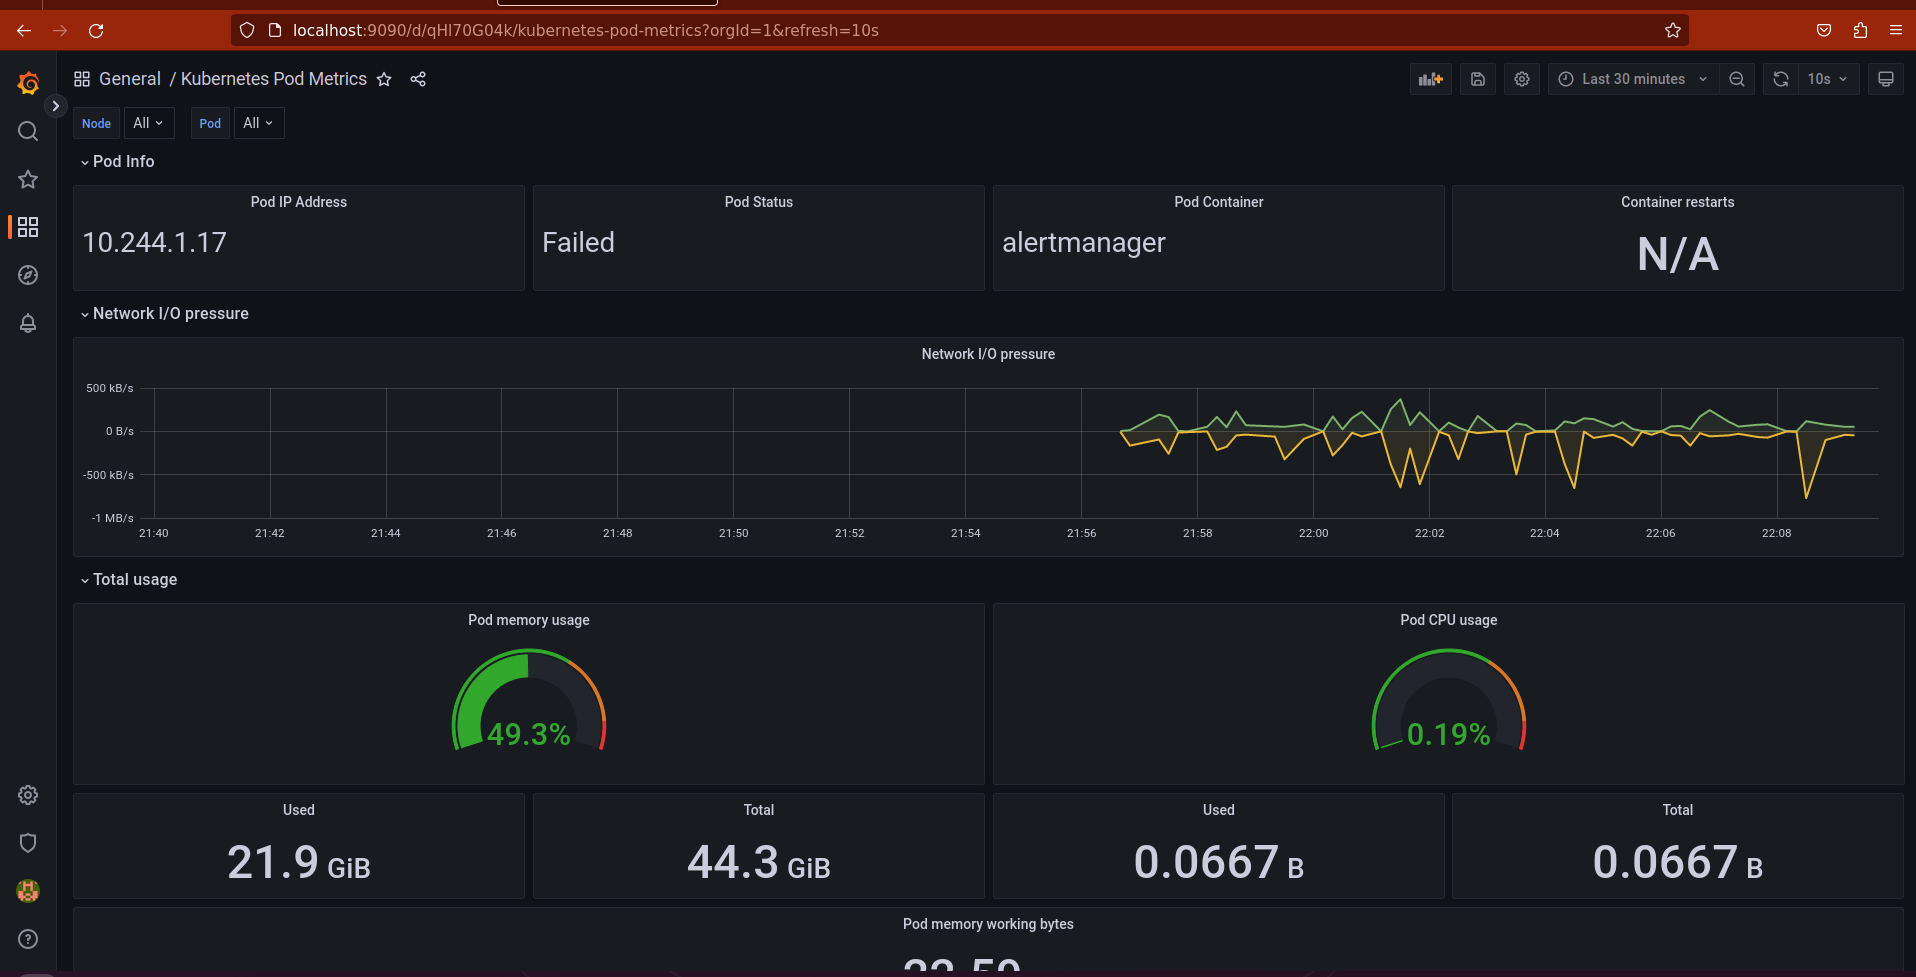 localhost:9090/d/qHI70G04k/kubernetes-pod-metrics?orgId=1&refresh=10s
General / Kubernetes Pod Metrics
Last 30 minutes
10s
Node All Pod All
Pod Info
Pod IP Address
10.244.1.17
Pod Status
Failed
Pod Container
alertmanager
Container restarts
N/A
Network I/O pressure
Network I/O pressure
500 kB/s
0 B/s
-500 kB/s
-1 MB/s
21:40 21:42 21:44 21:46 21:48 21:50 21:52 21:54 21:56 21:58 22:00 22:02 22:04 22:06 22:08
Total usage
Pod memory usage
49.3%
Pod CPU usage
0.19%
Used
21.9 GiB
Total
44.3 GiB
Used
0.0667 B
Total
0.0667 B
Pod memory working bytes